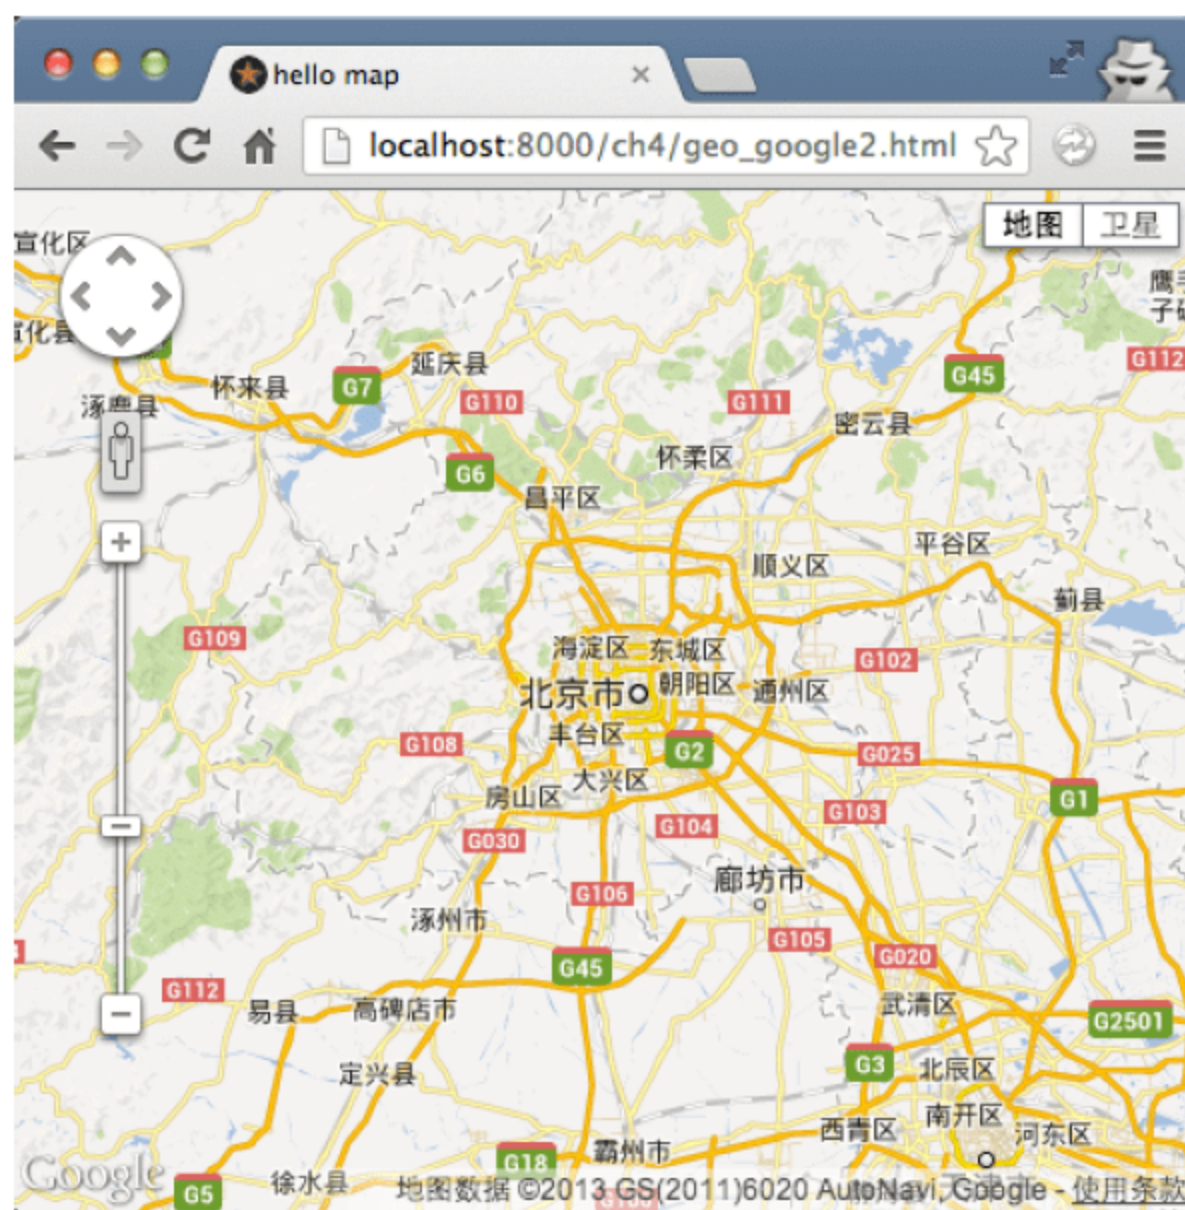 hello map
localhost:8000/ch4/geo_google2.html
地图 卫星
宣化区
宣化县
G112
G45
延庆县
G7
怀来县
G110
G111
涿鹿县
密云县
怀柔区
G6
昌平区
平谷区
顺义区
蓟县
G109
海淀区 东城区
G102
北京市 朝阳区 通州区
丰台区
G108
G2
G025
大兴区
房山区
G1
G103
G104
G030
廊坊市
G106
涿州市
G105
G020
G45
G112
易县
高碑店市
武清区
G2501
G3
北辰区
定兴县
南开区
西青区
河东区
霸州市
G18
Google
G5
徐水县
地图数据 ©2013 GS(2011)6020 AutoNavi, Google - 使用条款